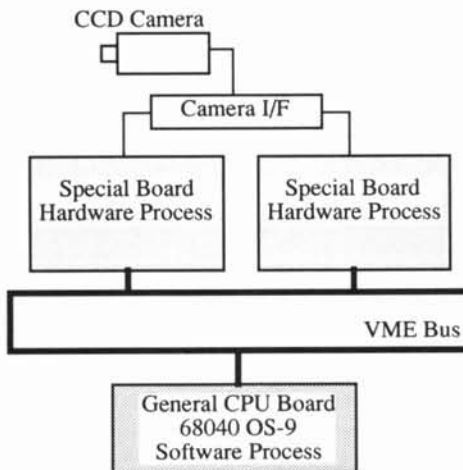 CCD Camera
Camera I/F
Special Board
Hardware Process
Special Board
Hardware Process
VME Bus
General CPU Board
68040 OS-9
Software Process